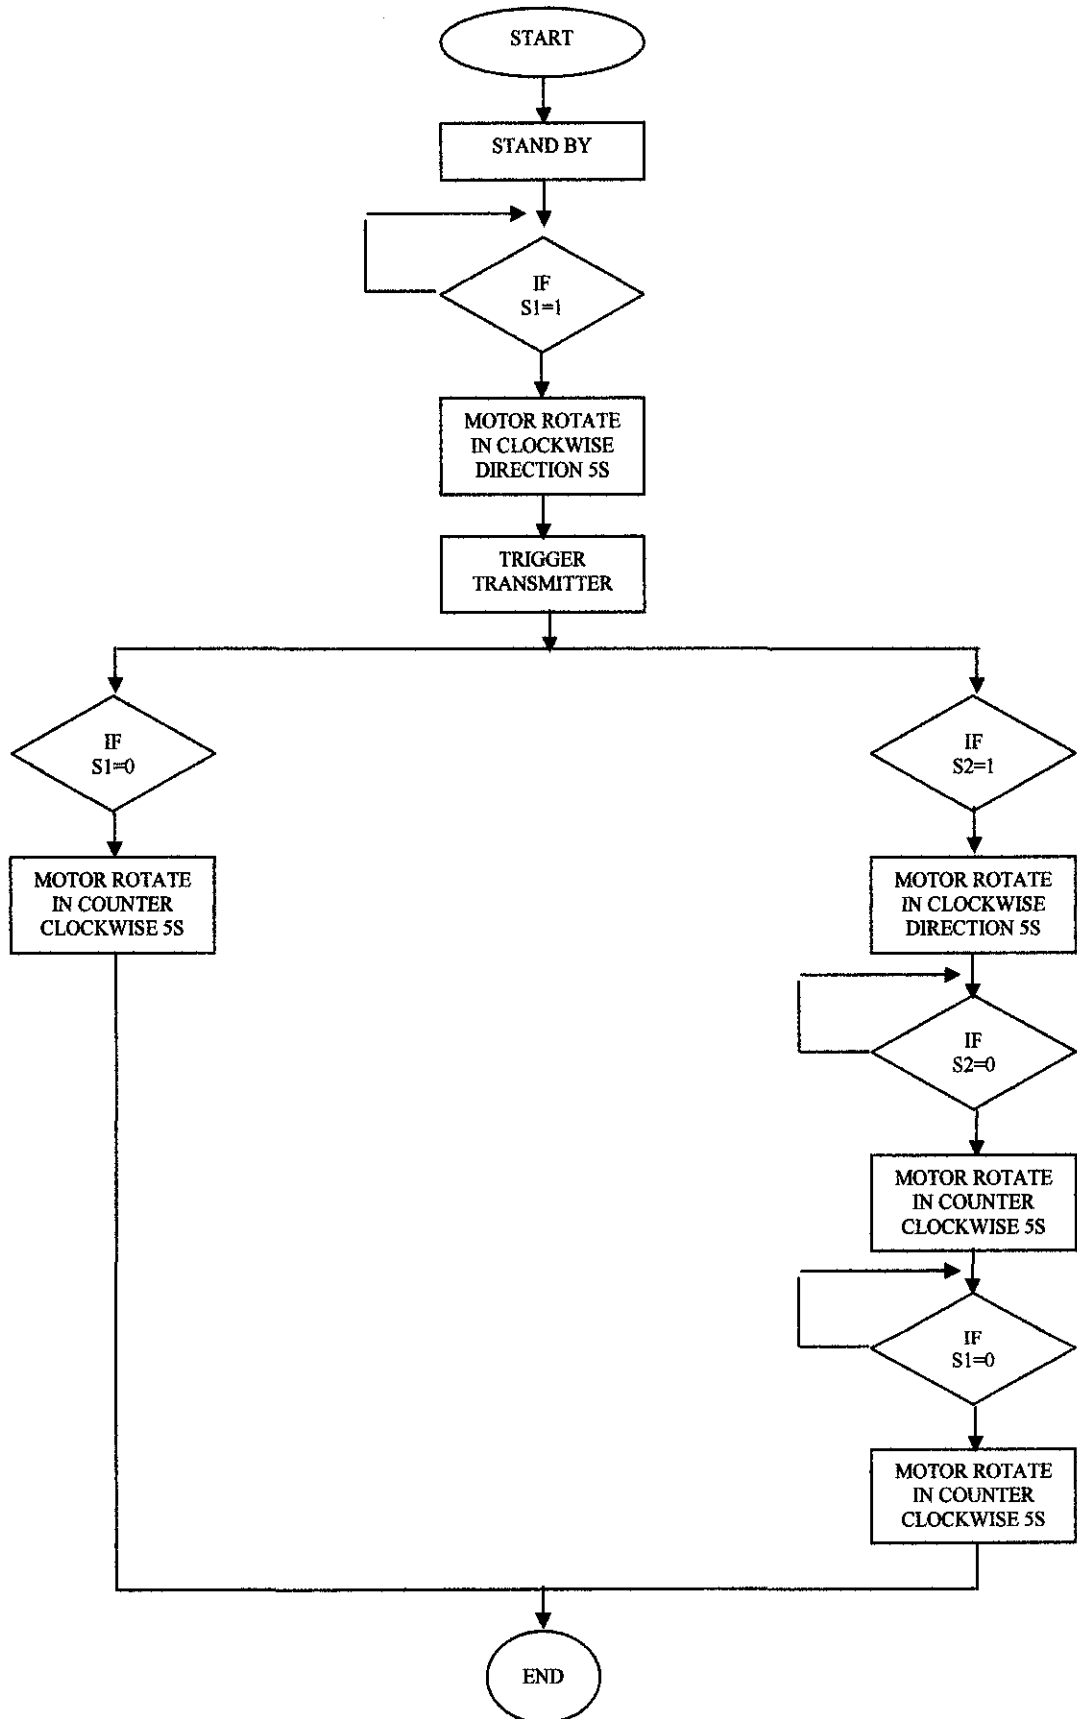 START
STAND BY
IF
S1=1
MOTOR ROTATE
IN CLOCKWISE
DIRECTION 5S
TRIGGER
TRANSMITTER
IF
S1=0
MOTOR ROTATE
IN COUNTER
CLOCKWISE 5S
IF
S2=1
MOTOR ROTATE
IN CLOCKWISE
DIRECTION 5S
IF
S2=0
MOTOR ROTATE
IN COUNTER
CLOCKWISE 5S
IF
S1=0
MOTOR ROTATE
IN COUNTER
CLOCKWISE 5S
END